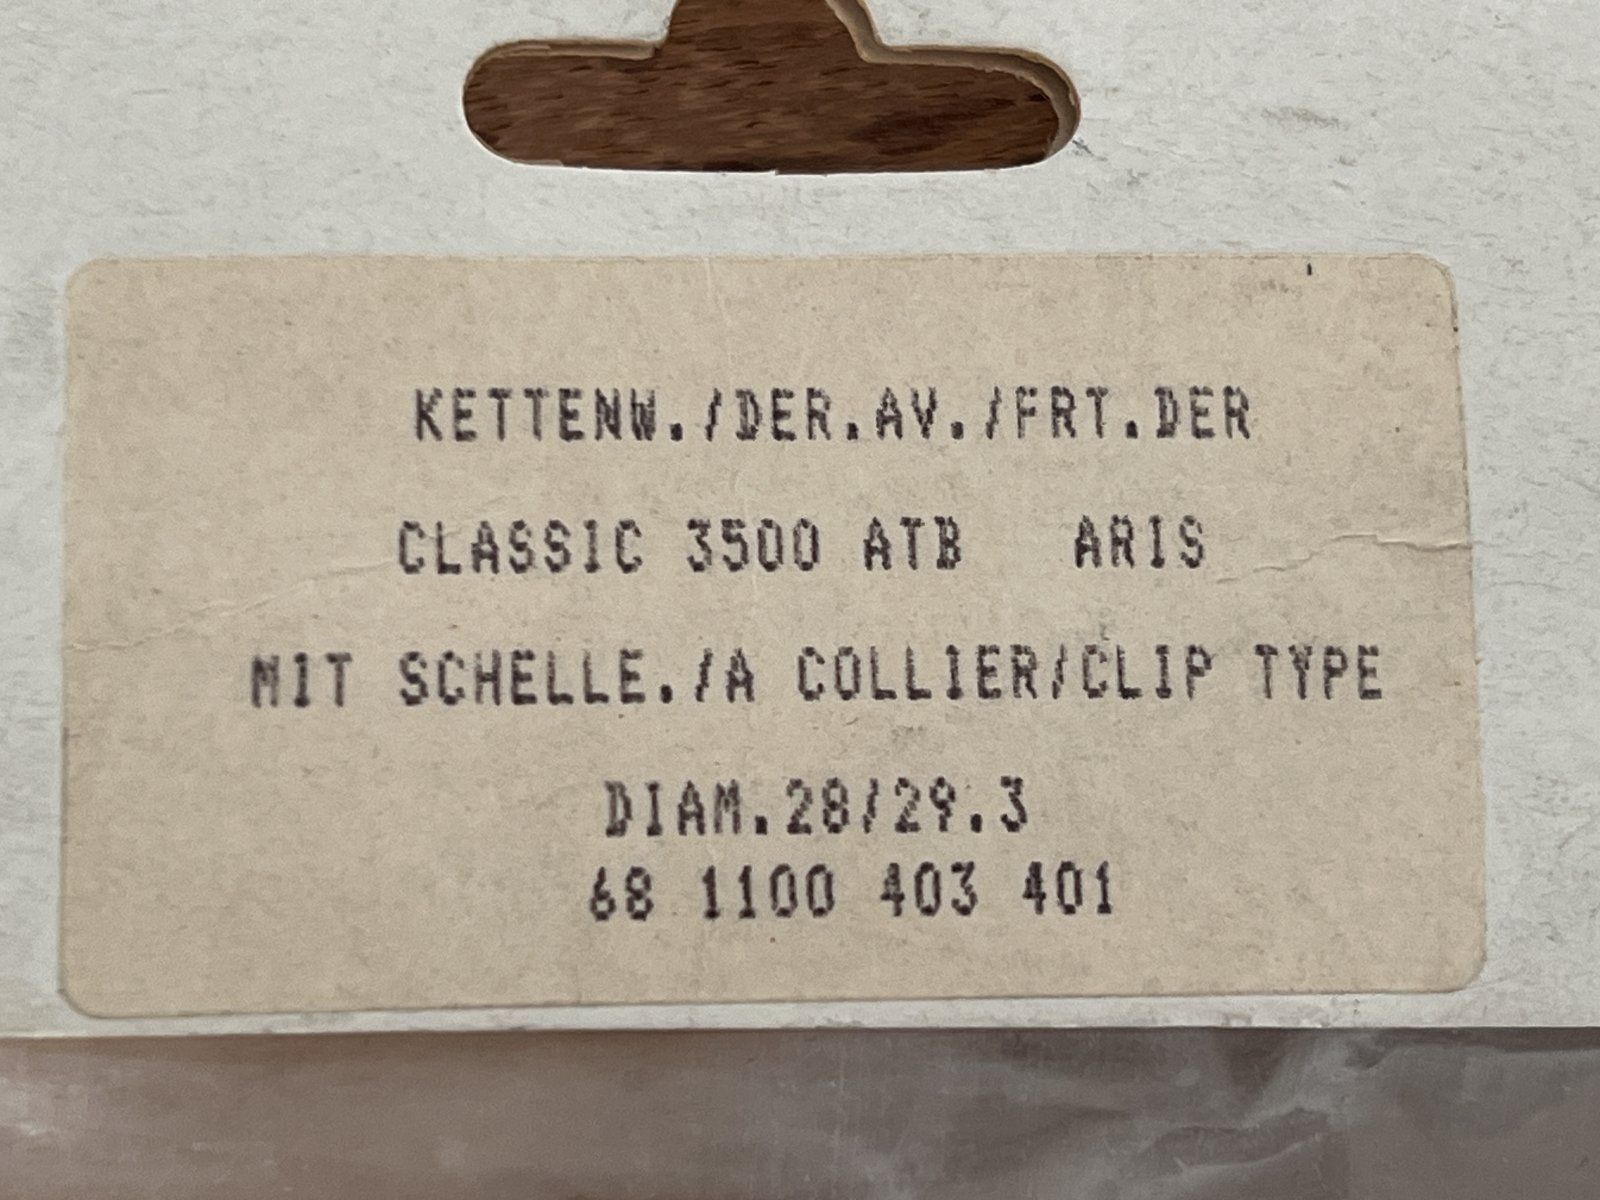 KETTENW./DER.AV./FRT.DER
CLASSIC 3500 ATB ARIS
MIT SCHELLE./A COLLIER/CLIP TYPE
DIAM.28/29.3
68 1100 403 401